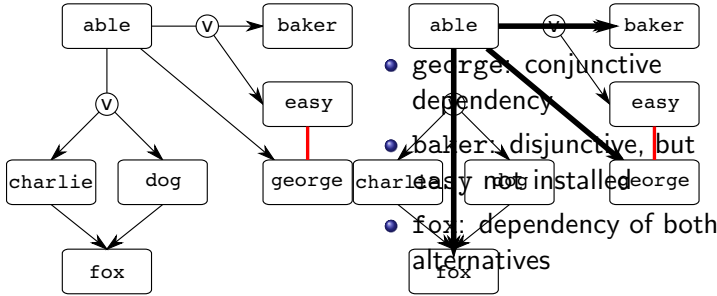 able
v
baker
easy
v
charlie
dog
george
fox
able
v
baker
easy
v
charlie
dog
george
fox
george: conjunctive
dependency
baker: disjunctive, but
easy not installed
fox: dependency of both
alternatives